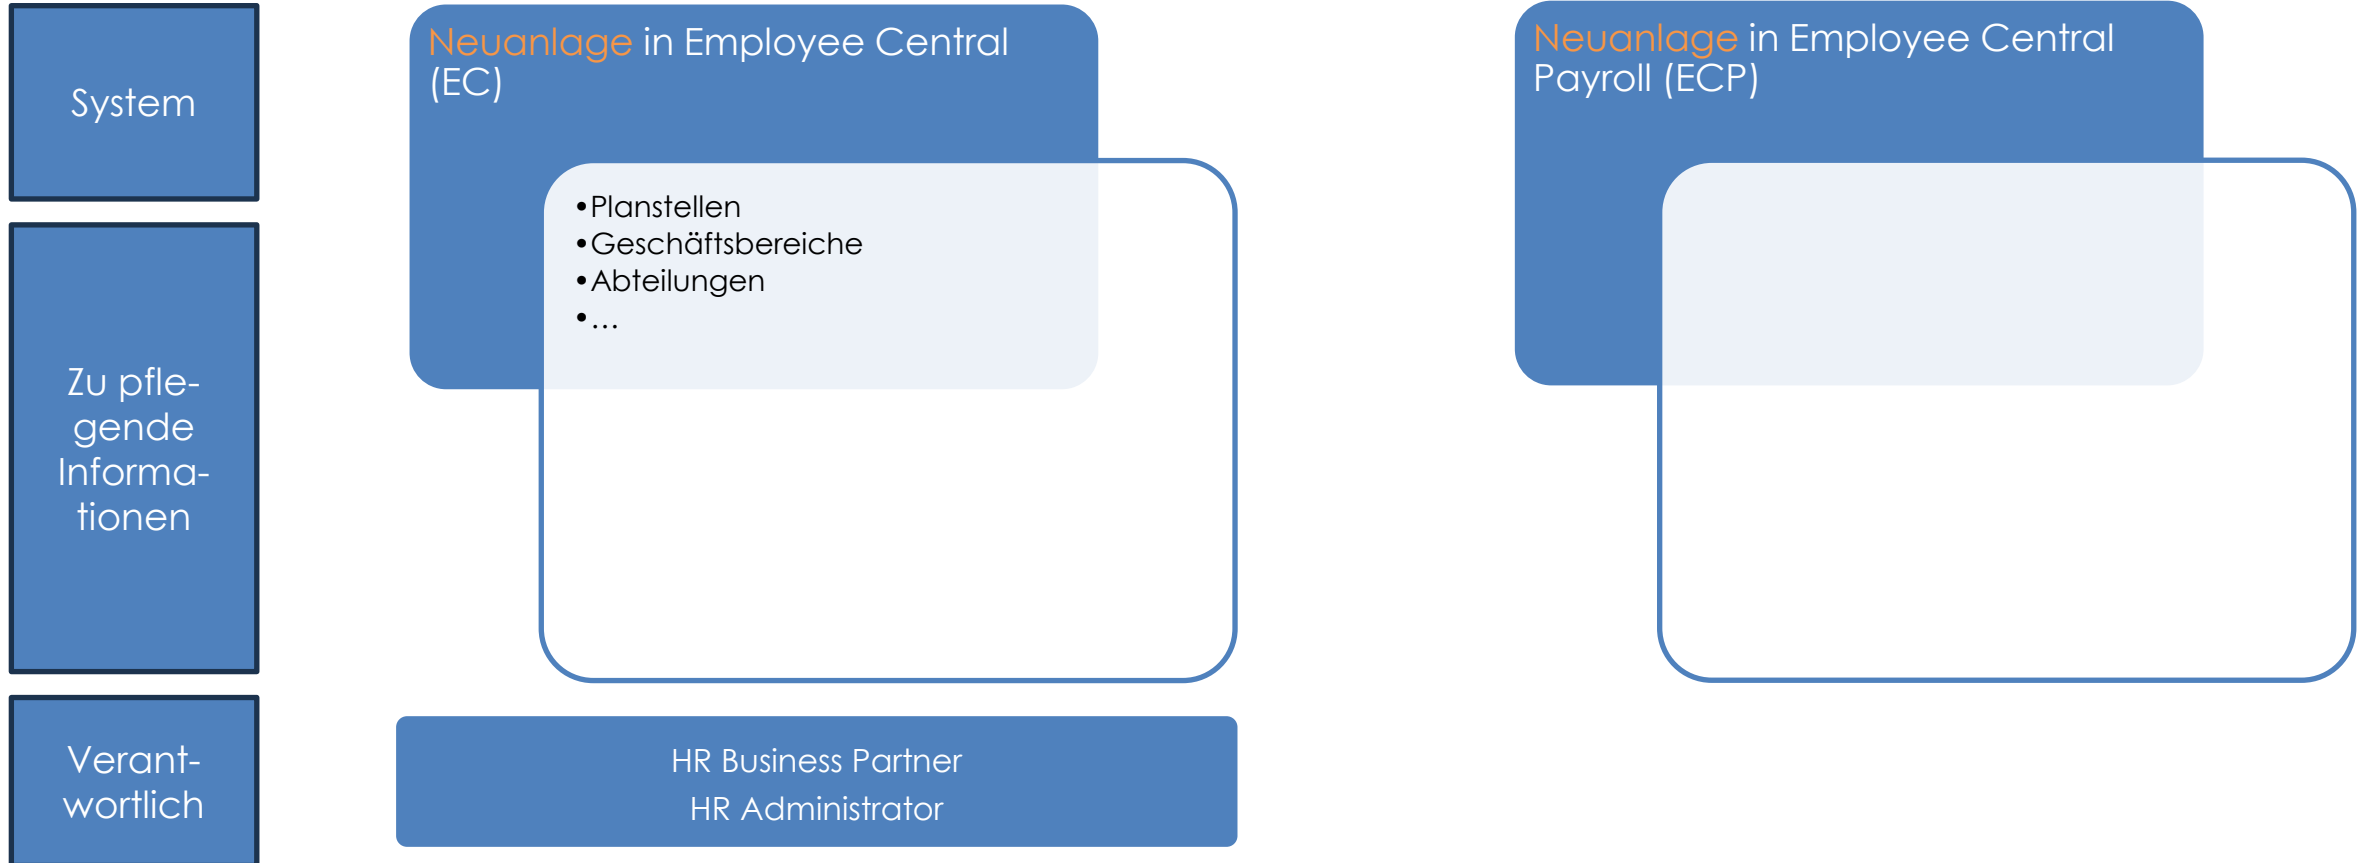 System
Neuanlage in Employee Central
(EC)
Neuanlage in Employee Central
Payroll (ECP)
Zu pfle-
gende
Informa-
tionen
•Planstellen
•Geschäftsbereiche
•Abteilungen
•…
Verant-
wortlich
HR Business Partner
HR Administrator